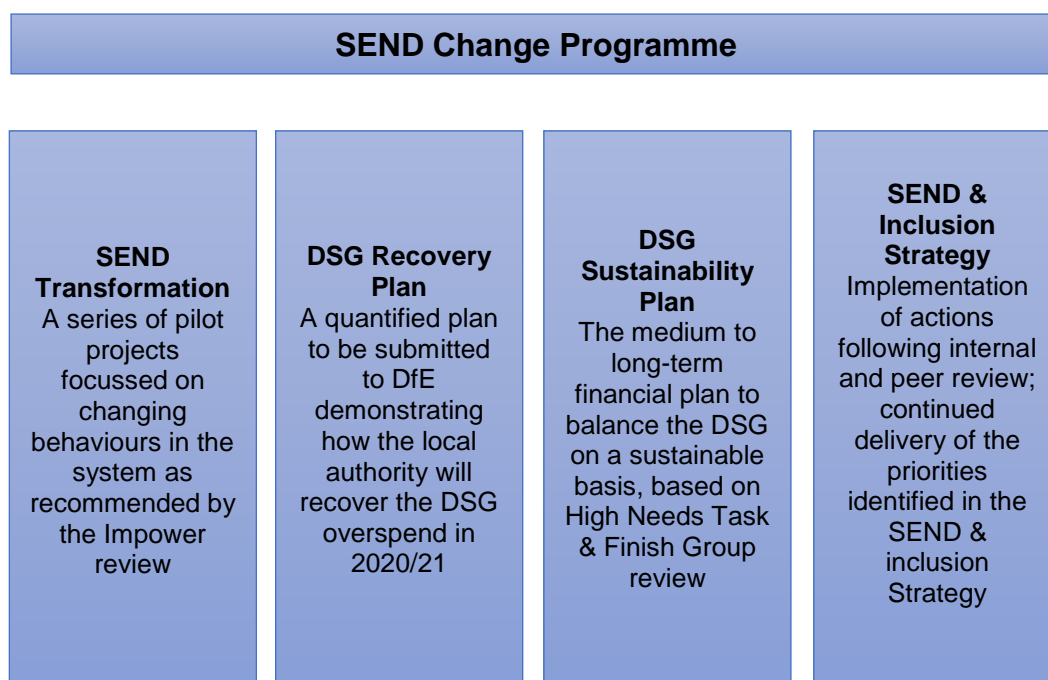 SEND Change Programme
SEND
Transformation
A series of pilot
projects
focussed on
changing
behaviours in the
system as
recommended by
the Impower
review
DSG Recovery
Plan
A quantified plan
to be submitted
to DfE
demonstrating
how the local
authority will
recover the DSG
overspend in
2020/21
DSG
Sustainability
Plan
The medium to
long-term
financial plan to
balance the DSG
on a sustainable
basis, based on
High Needs Task
& Finish Group
review
SEND &
Inclusion
Strategy
Implementation
of actions
following internal
and peer review;
continued
delivery of the
priorities
identified in the
SEND &
inclusion
Strategy